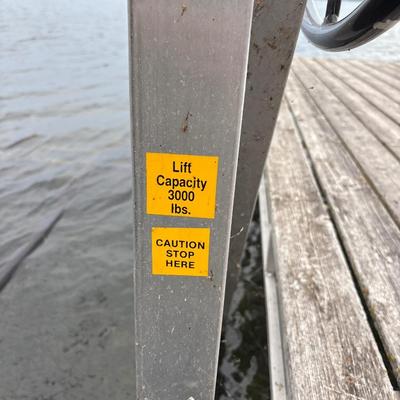 Lift
Capacity
3000
lbs.
CAUTION
STOP
HERE